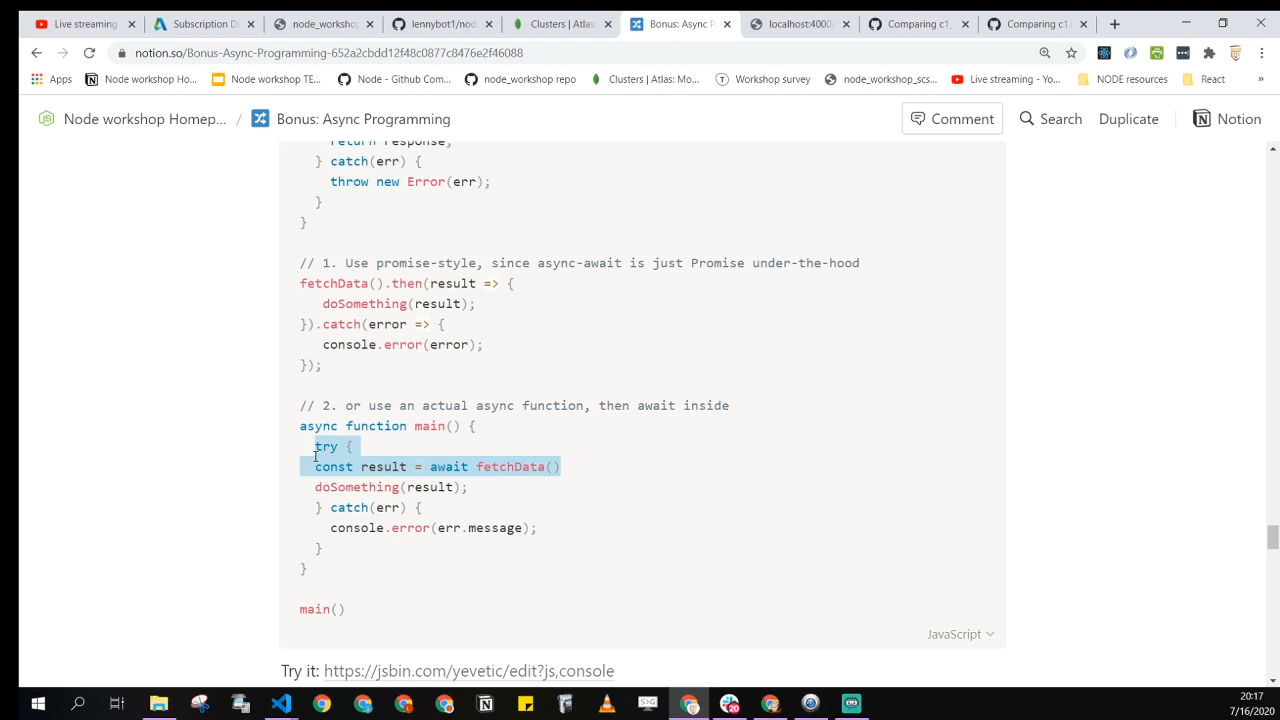 Live streaming
Subscription D
node_workshop
lennybot1/nod
Clusters | Atlas:
Bonus: Async P
localhost:4000/
Comparing c1_
Comparing c1.
notion.so/Bonus-Async-Programming-652a2cbdd12f48c0877c8476e2f46088
Apps
Node workshop Ho...
Node workshop TE...
Node - Github Com...
node_workshop repo
Clusters | Atlas: Mo...
Workshop survey
node_workshop_scs...
Live streaming - Yo...
NODE resources
React
»
Node workshop Homep... / Bonus: Async Programming
Comment
Search
Duplicate
Notion
return response;
} catch(err) {
throw new Error(err);
}
}
// 1. Use promise-style, since async-await is just Promise under-the-hood
fetchData().then(result => {
doSomething(result);
}).catch(error => {
console.error(error);
});
// 2. or use an actual async function, then await inside
async function main() {
try {
const result = await fetchData()
doSomething(result);
} catch(err) {
console.error(err.message);
}
}
main()
JavaScript
Try it: https://jsbin.com/yevetic/edit?js,console
20:17
7/16/2020